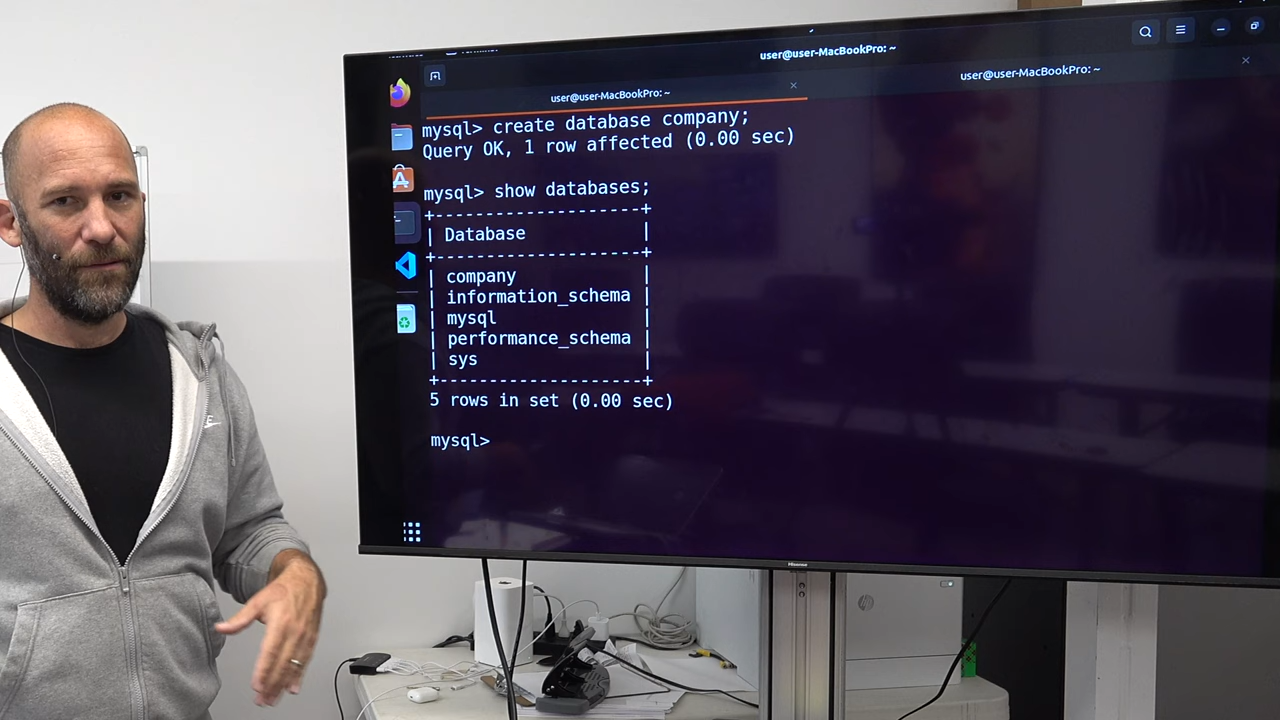 user@user-MacBookPro: ~
user@user-MacBookPro: ~
user@user-MacBookPro: ~
mysql> create database company;
Query OK, 1 row affected (0.00 sec)
mysql> show databases;
+--------------------+
| Database |
+--------------------+
| company |
| information_schema |
| mysql |
| performance_schema |
| sys |
+--------------------+
5 rows in set (0.00 sec)
mysql>
Hisense
hp